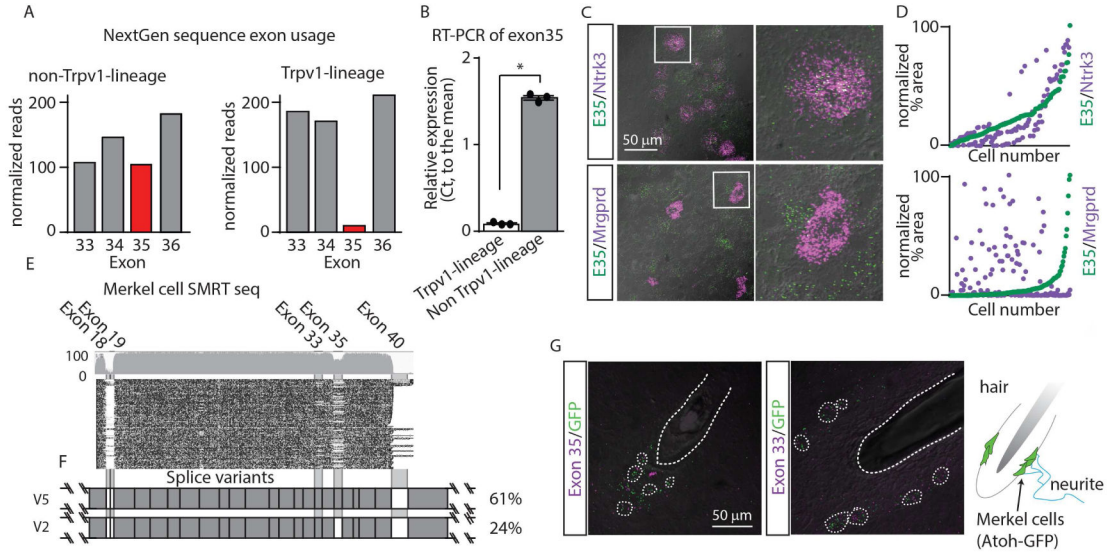 A
NextGen sequence exon usage
non-Trpv1-lineage
normalized reads
200
100
0
33 34 35 36
Exon
Trpv1-lineage
normalized reads
200
100
0
33 34 35 36
Exon
B
RT-PCR of exon35
Relative expression
(Ct, to the mean)
2
1
0
*
Trpv1-lineage
Non Trpv1-lineage
C
E35/Ntrk3
50 μm
E35/Mrgprd
D
normalized
% area
100
0
Cell number
E35/Ntrk3
normalized
% area
100
0
Cell number
E35/Mrgprd
E
Merkel cell SMRT seq
Exon 18
Exon 19
Exon 33
Exon 35
Exon 40
100
0
F
Splice variants
V5 61%
V2 24%
G
Exon 35/GFP
50 μm
Exon 33/GFP
hair
neurite
Merkel cells
(Atoh-GFP)